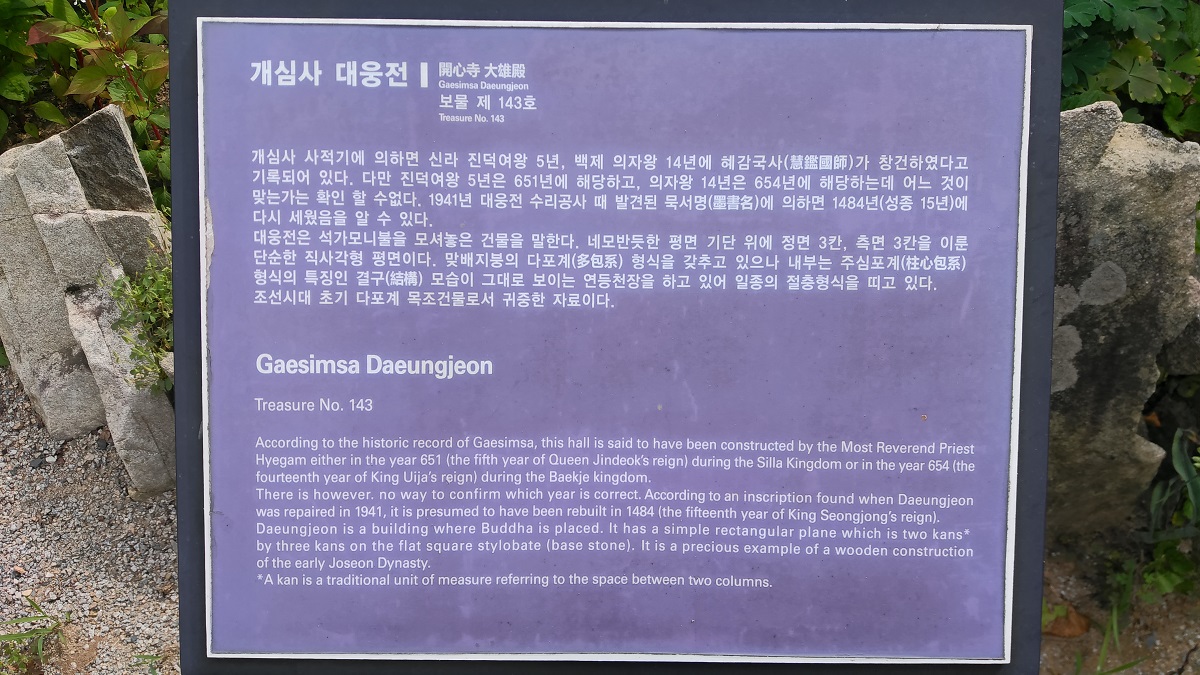 개심사 대웅전
開心寺 大雄殿
Gaesimsa Daeungjeon
보물 제 143호
Treasure No. 143
개심사 사적기에 의하면 신라 진덕여왕 5년, 백제 의자왕 14년에 혜감국사(慧鑑國師)가 창건하였다고
기록되어 있다. 다만 진덕여왕 5년은 651년에 해당하고, 의자왕 14년은 654년에 해당하는데 어느 것이
맞는가는 확인 할 수없다. 1941년 대웅전 수리공사 때 발견된 묵서명(墨書名)에 의하면 1484년(성종 15년)에
다시 세웠음을 알 수 있다.
대웅전은 석가모니불을 모셔놓은 건물을 말한다. 네모반듯한 평면 기단 위에 정면 3칸, 측면 3칸을 이룬
단순한 직사각형 평면이다. 맞배지붕의 다포계(多包系) 형식을 갖추고 있으나 내부는 주심포계(柱心包系)
형식의 특징인 결구(結構) 모습이 그대로 보이는 연등천장을 하고 있어 일종의 절충형식을 띠고 있다.
조선시대 초기 다포계 목조건물로서 귀중한 자료이다.
Gaesimsa Daeungjeon
Treasure No. 143
According to the historic record of Gaesimsa, this hall is said to have been constructed by the Most Reverend Priest
Hyegam either in the year 651 (the fifth year of Queen Jindeok's reign) during the Silla Kingdom or in the year 654 (the
fourteenth year of King Uija's reign) during the Baekje kingdom.
There is however. no way to confirm which year is correct. According to an inscription found when Daeungjeon
was repaired in 1941, it is presumed to have been rebuilt in 1484 (the fifteenth year of King Seongjong's reign).
Daeungjeon is a building where Buddha is placed. It has a simple rectangular plane which is two kans*
by three kans on the flat square stylobate (base stone). It is a precious example of a wooden construction
of the early Joseon Dynasty.
*A kan is a traditional unit of measure referring to the space between two columns.